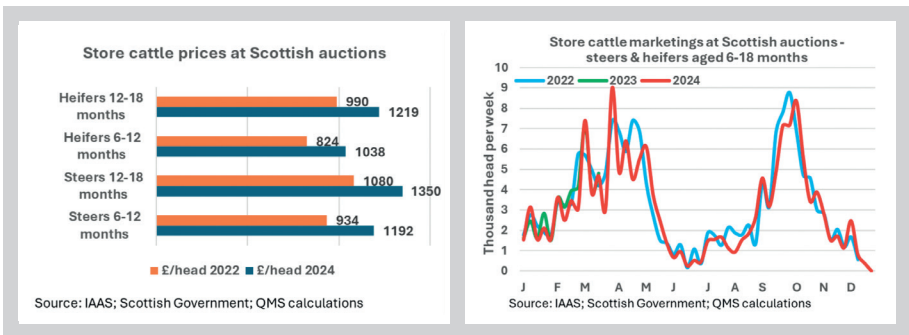 Store cattle prices at Scottish auctions
Heifers 12-18
months
990
1219
Heifers 6-12
months
824
1038
Steers 12-18
months
1080
1350
Steers 6-12
months
934
1192
£/head 2022 £/head 2024
Source: IAAS; Scottish Government; QMS calculations
Store cattle marketings at Scottish auctions -
steers & heifers aged 6-18 months
2022 2023 2024
Thousand head per week
10
9
8
7
6
5
4
3
2
1
0
J F M A M J J A S O N D
Source: IAAS; Scottish Government; QMS calculations